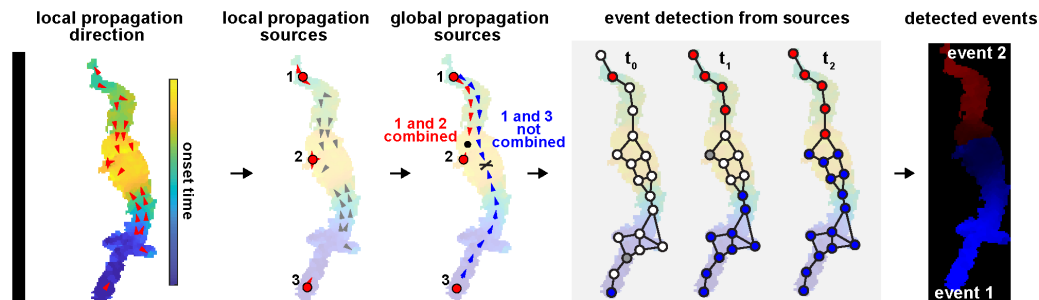 local propagation
direction
local propagation
sources
global propagation
sources
event detection from sources
detected events
onset time
1
2
3
1
1 and 2
combined
2
1 and 3
not
combined
3
t0
t1
t2
event 2
event 1